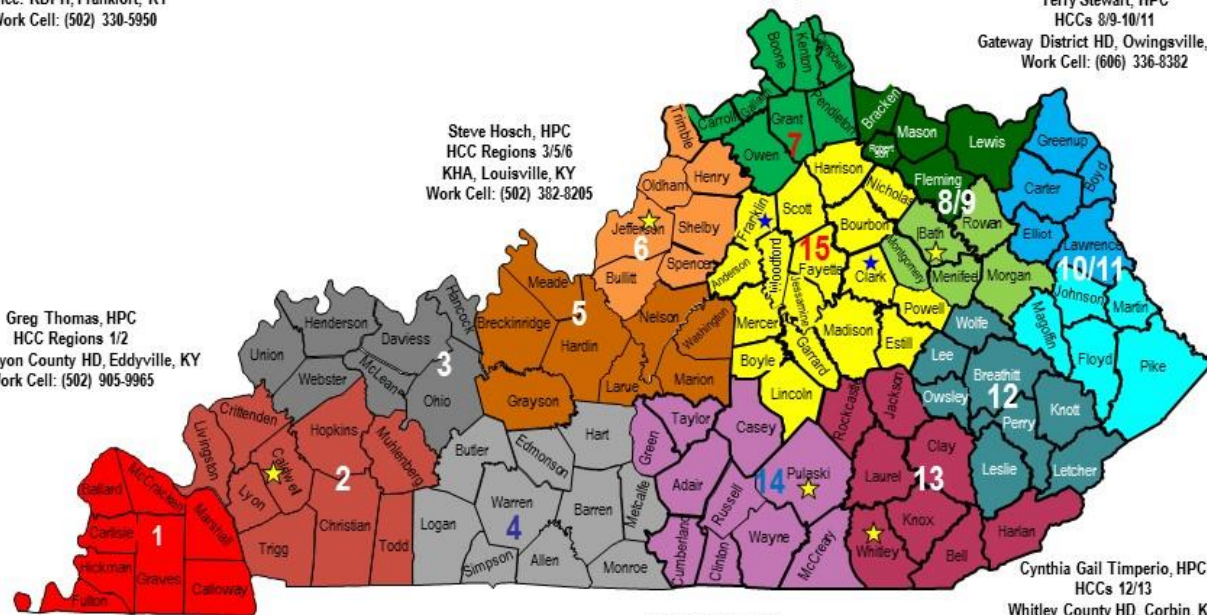 Frankfort, KY
Work Cell: (502) 330-5950
Terry Stewart, HPC
HCCs 8/9-10/11
Gateway District HD, Owingsville,
Work Cell: (606) 336-8382
Steve Hosch, HPC
HCC Regions 3/5/6
KHA, Louisville, KY
Work Cell: (502) 382-8205
Greg Thomas, HPC
HCC Regions 1/2
Lyon County HD, Eddyville, KY
Work Cell: (502) 905-9965
Boone
Kenton
Campbell
Carroll
Gallatin
Grant
Pendleton
Owen
7
Bracken
Mason
Lewis
Robertson
Fleming
8/9
Rowan
Bath
Montgomery
Menifee
Morgan
Greenup
Boyd
Carter
Elliot
Lawrence
10/11
Johnson
Martin
Magoffin
Floyd
Pike
Trimble
Henry
Oldham
Jefferson
Shelby
6
Spencer
Bullitt
Harrison
Nicholas
Franklin
Scott
Bourbon
15
Woodford
Fayette
Clark
Anderson
Jessamine
Powell
Mercer
Madison
Estill
Garrard
Boyle
Lincoln
Meade
5
Breckinridge
Nelson
Washington
Hardin
Larue
Marion
Grayson
Henderson
Daviess
Hancock
Union
McLean
3
Webster
Ohio
Crittenden
Livingston
Hopkins
Muhlenberg
Caldwell
2
Lyon
Trigg
Christian
Todd
Ballard
McCracken
Marshall
Carlisle
1
Hickman
Graves
Fulton
Calloway
Butler
Edmonson
Hart
Warren
Barren
Metcalfe
4
Logan
Simpson
Allen
Monroe
Green
Taylor
Casey
Adair
14
Pulaski
Russell
Cumberland
Clinton
Wayne
McCreay
Rockcastle
Jackson
Clay
Laurel
13
Knox
Whitley
Bell
Harlan
Wolfe
Lee
Breathitt
Owsley
12
Perry
Knott
Leslie
Letcher
Cynthia Gail Timperio, HPC
HCCs 12/13
Whitley County HD, Corbin, K